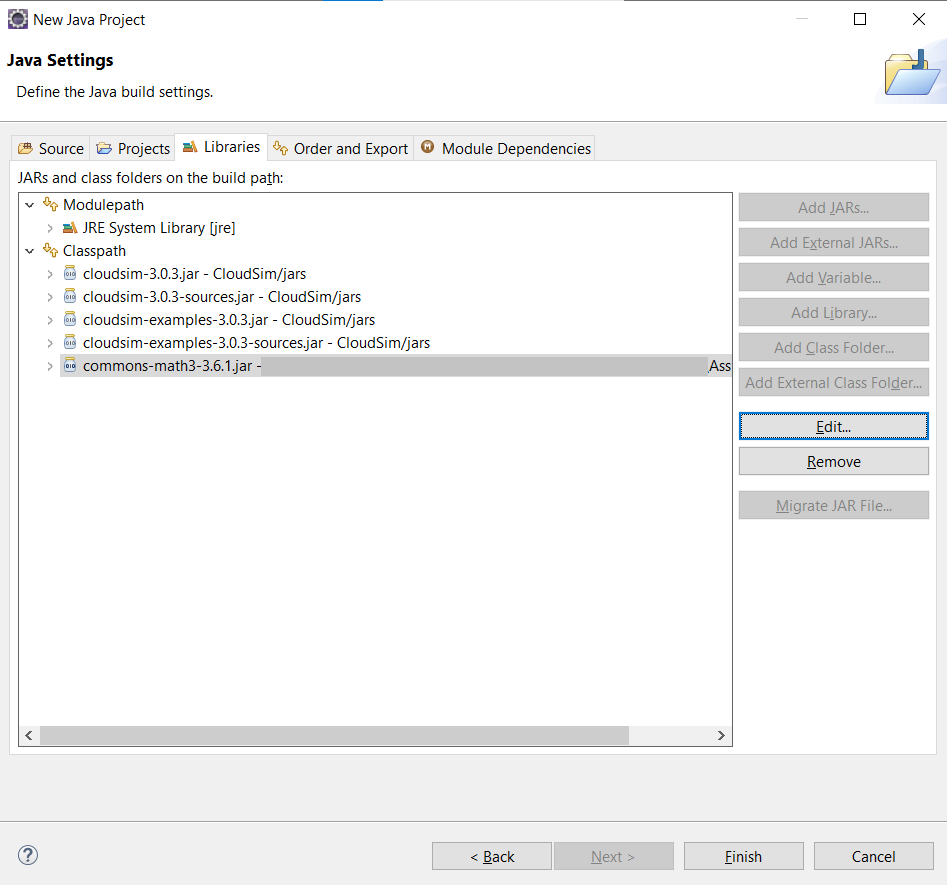 New Java Project
Java Settings
Define the Java build settings.
Source Projects Libraries Order and Export Module Dependencies
JARs and class folders on the build path:
Modulepath
JRE System Library [jre]
Classpath
cloudsim-3.0.3.jar - CloudSim/jars
cloudsim-3.0.3-sources.jar - CloudSim/jars
cloudsim-examples-3.0.3.jar - CloudSim/jars
cloudsim-examples-3.0.3-sources.jar - CloudSim/jars
commons-math3-3.6.1.jar - Ass
Add JARs...
Add External JARs...
Add Variable...
Add Library...
Add Class Folder...
Add External Class Folder...
Edit...
Remove
Migrate JAR File...
< Back Next > Finish Cancel